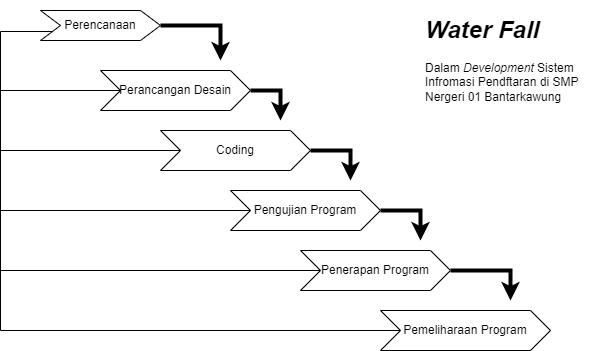 Perencanaan
Water Fall
Dalam Development Sistem
Infromasi Pendftaran di SMP
Nergeri 01 Bantarkawung
Perancangan Desain
Coding
Pengujian Program
Penerapan Program
Pemeliharaan Program